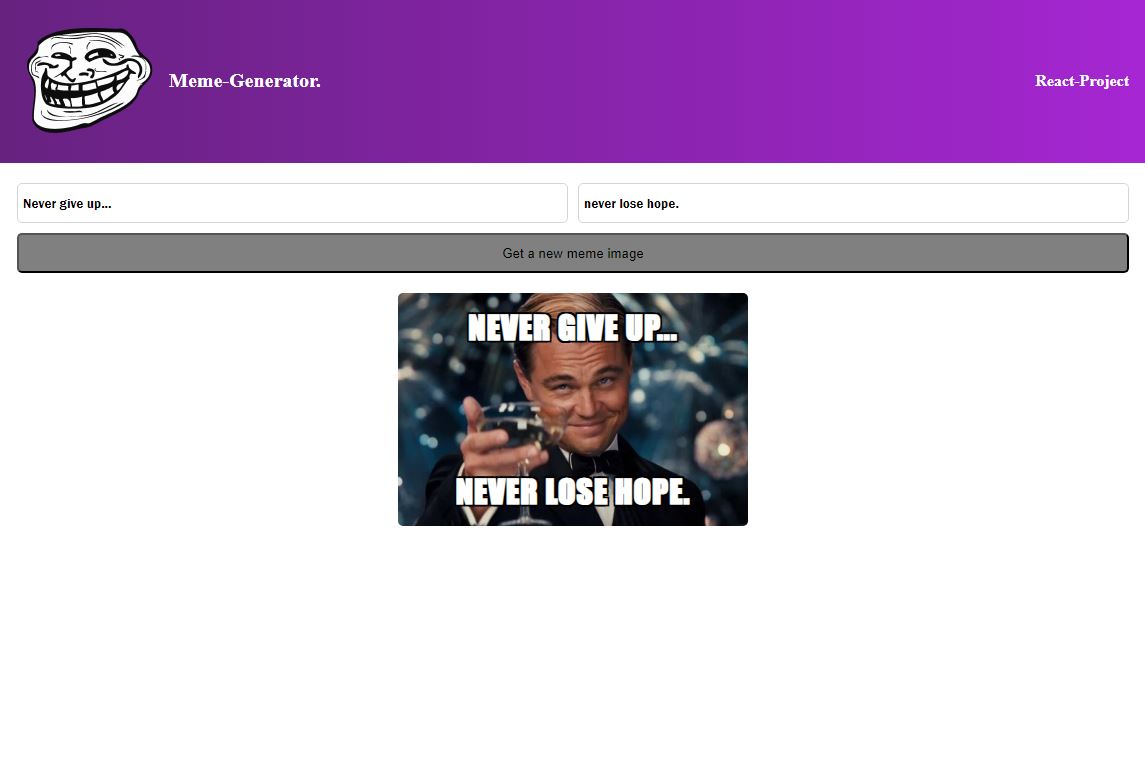 Meme-Generator.
React-Project
Never give up...
never lose hope.
Get a new meme image
NEVER GIVE UP...
NEVER LOSE HOPE.